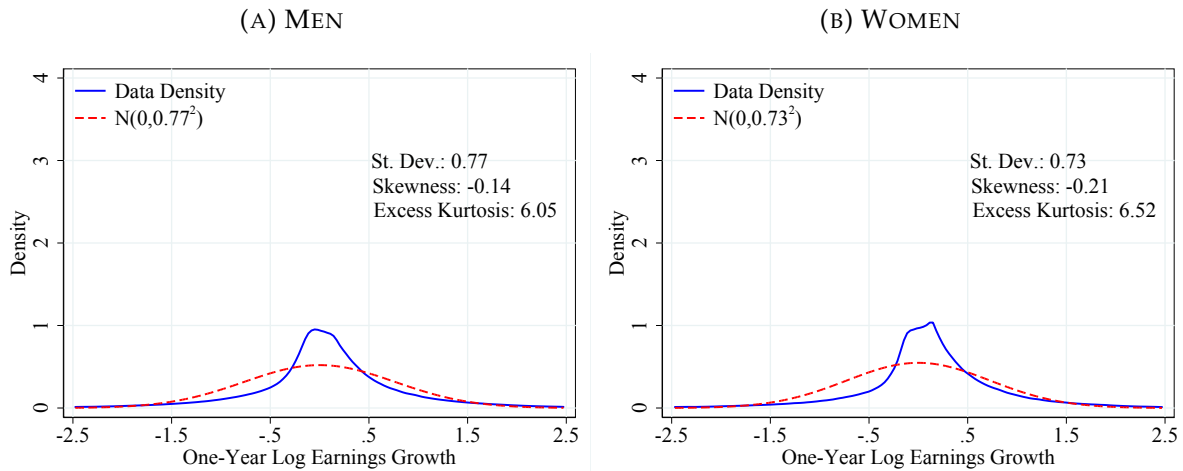 (A) MEN
4
3
2
1
0
Density
Data Density
N(0,0.77²)
St. Dev.: 0.77
Skewness: -0.14
Excess Kurtosis: 6.05
-2.5 -1.5 -.5 .5 1.5 2.5
One-Year Log Earnings Growth
(B) WOMEN
4
3
2
1
0
Density
Data Density
N(0,0.73²)
St. Dev.: 0.73
Skewness: -0.21
Excess Kurtosis: 6.52
-2.5 -1.5 -.5 .5 1.5 2.5
One-Year Log Earnings Growth